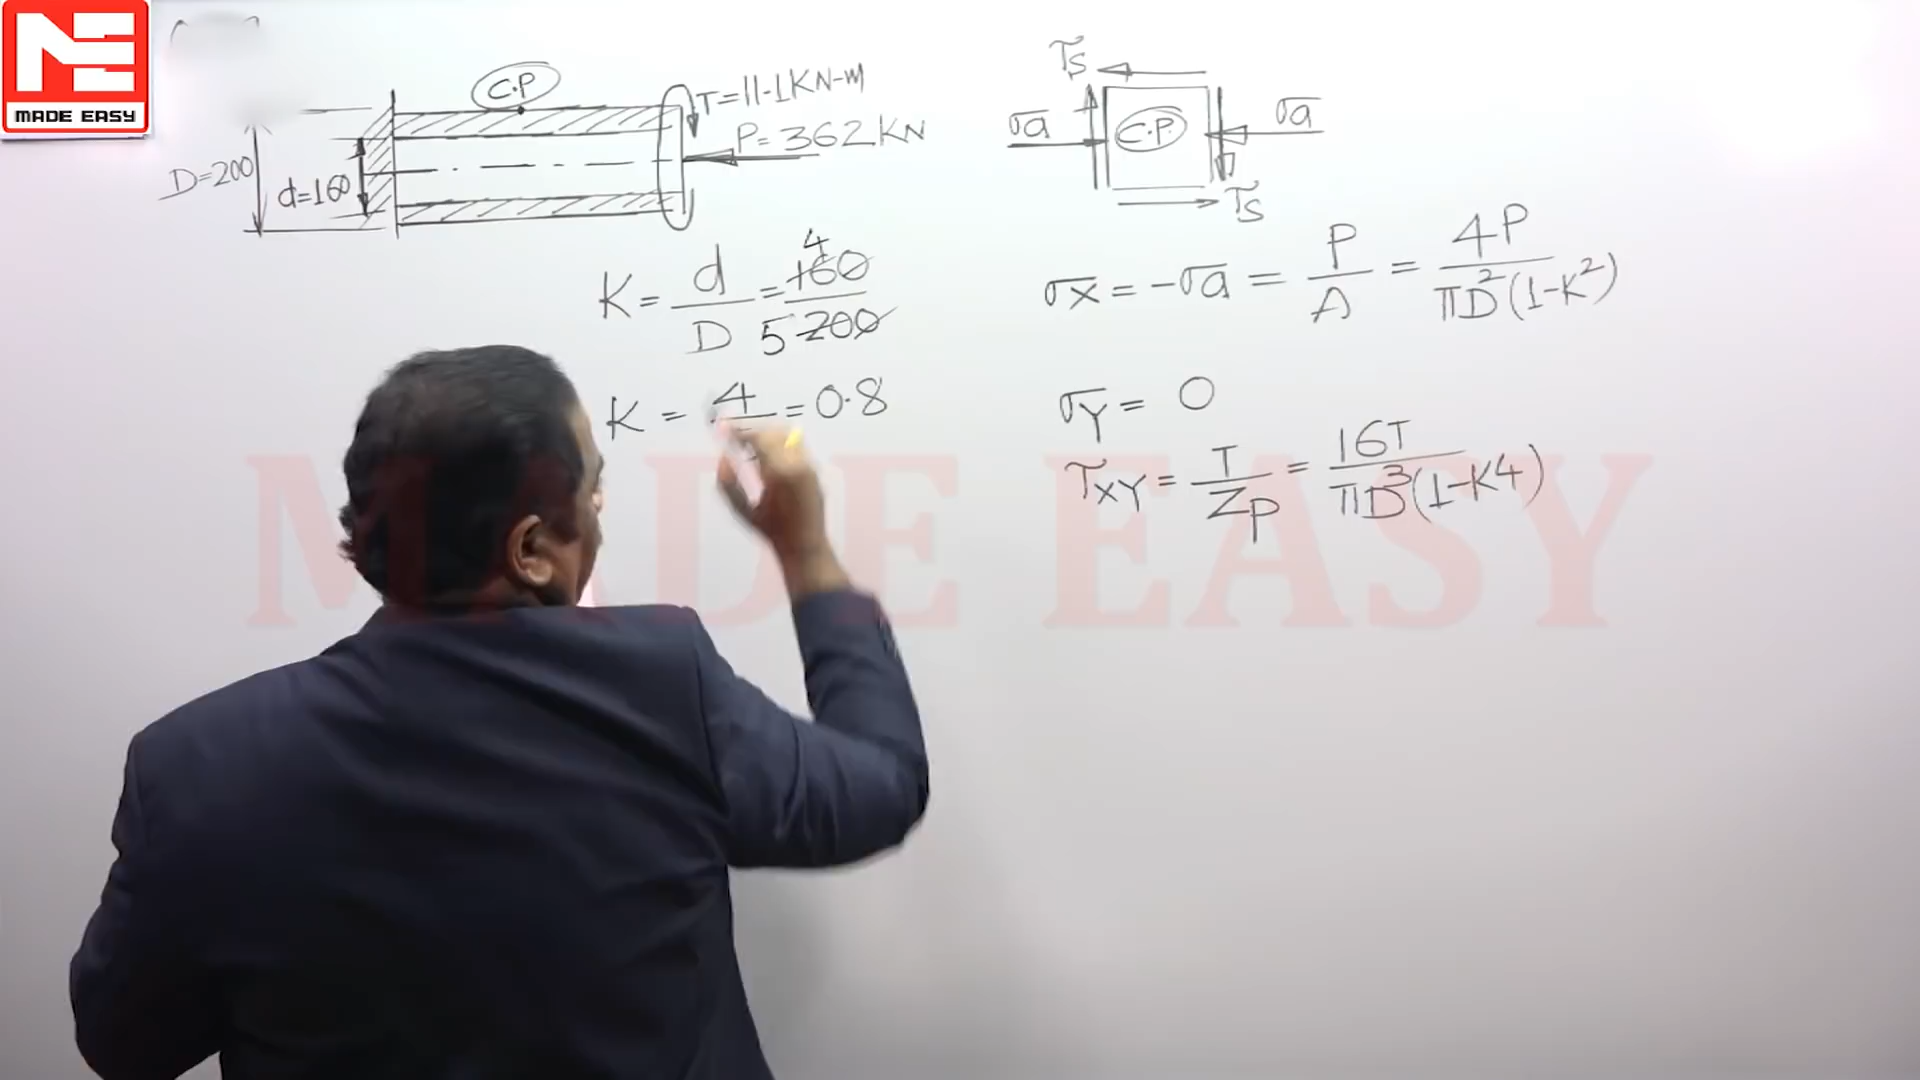 ME
MADE EASY
C.P
T=11.1KN-M
P=362KN
D=200
d=160
K = d/D = 4 160/5 200
K = 4/ = 0.8
τs
σa
C.P.
σa
τs
σx = -σa = P/A = 4P/πD²(1-K²)
σY = 0
τXY = T/ZP = 16T/πD³(1-K4)
MADE EASY